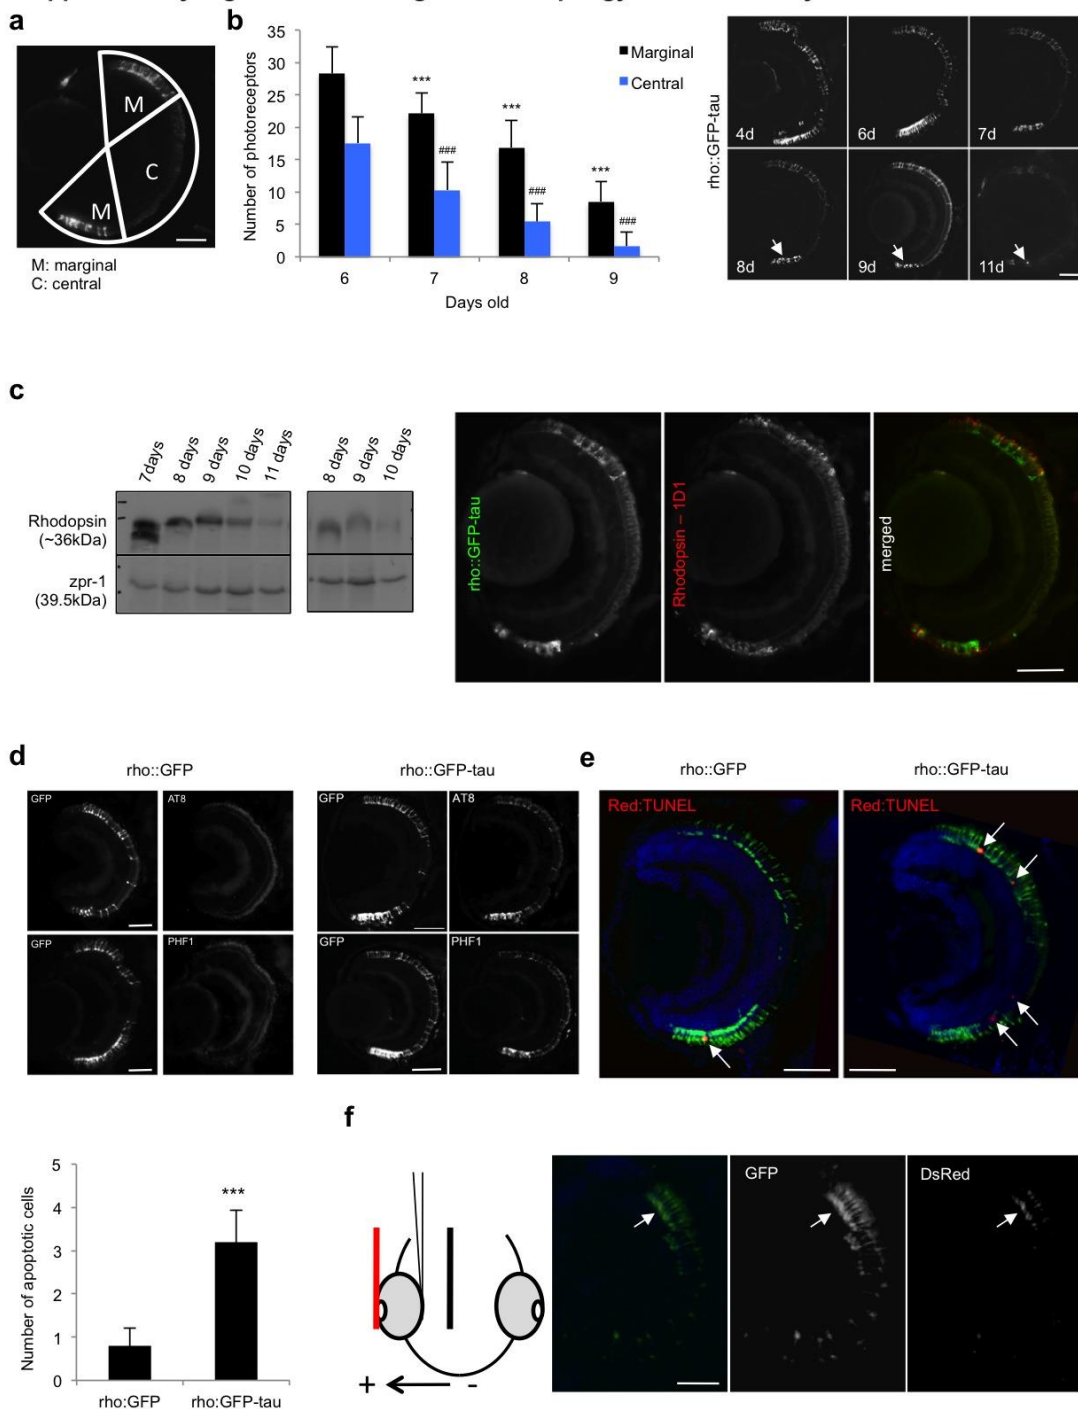 a
M
C
M
M: marginal
C: central
b
35
30
25
20
15
10
5
0
Number of photoreceptors
Marginal
Central
***
###
***
###
***
###
6 7 8 9
Days old
rho::GFP-tau
4d 6d 7d
8d 9d 11d
c
7days 8 days 9 days 10 days 11 days
8 days 9 days 10 days
Rhodopsin
(~36kDa)
zpr-1
(39.5kDa)
rho::GFP-tau
Rhodopsin – 1D1
merged
d
rho::GFP
rho::GFP-tau
GFP AT8
GFP AT8
GFP PHF1
GFP PHF1
e
rho::GFP
rho::GFP-tau
Red:TUNEL
Red:TUNEL
5
4
3
2
1
0
Number of apoptotic cells
***
rho:GFP rho:GFP-tau
f
+ -
GFP
DsRed